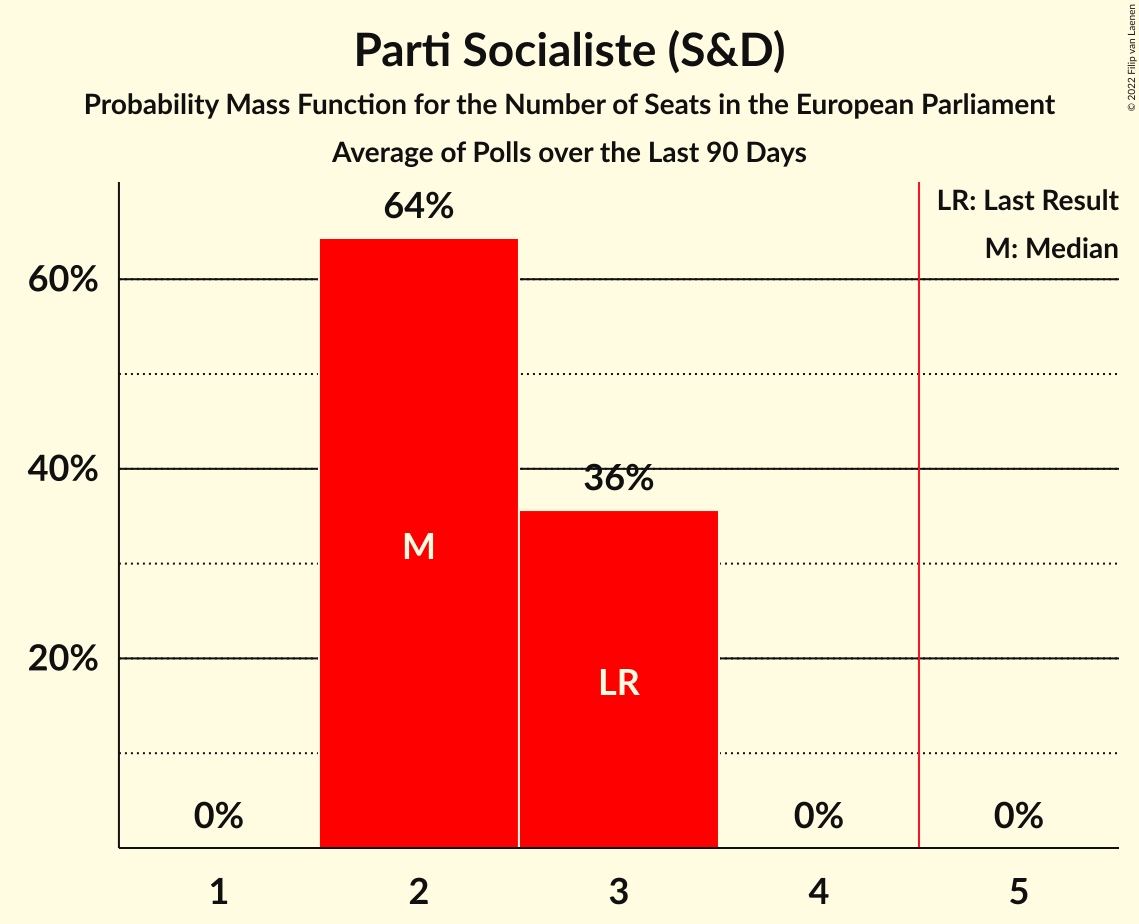 Parti Socialiste (S&D)
Probability Mass Function for the Number of Seats in the European Parliament
Average of Polls over the Last 90 Days
© 2022 Filip van Laenen
LR: Last Result
M: Median
64%
60%
40%
36%
20%
M
LR
0%
0%
0%
1
2
3
4
5